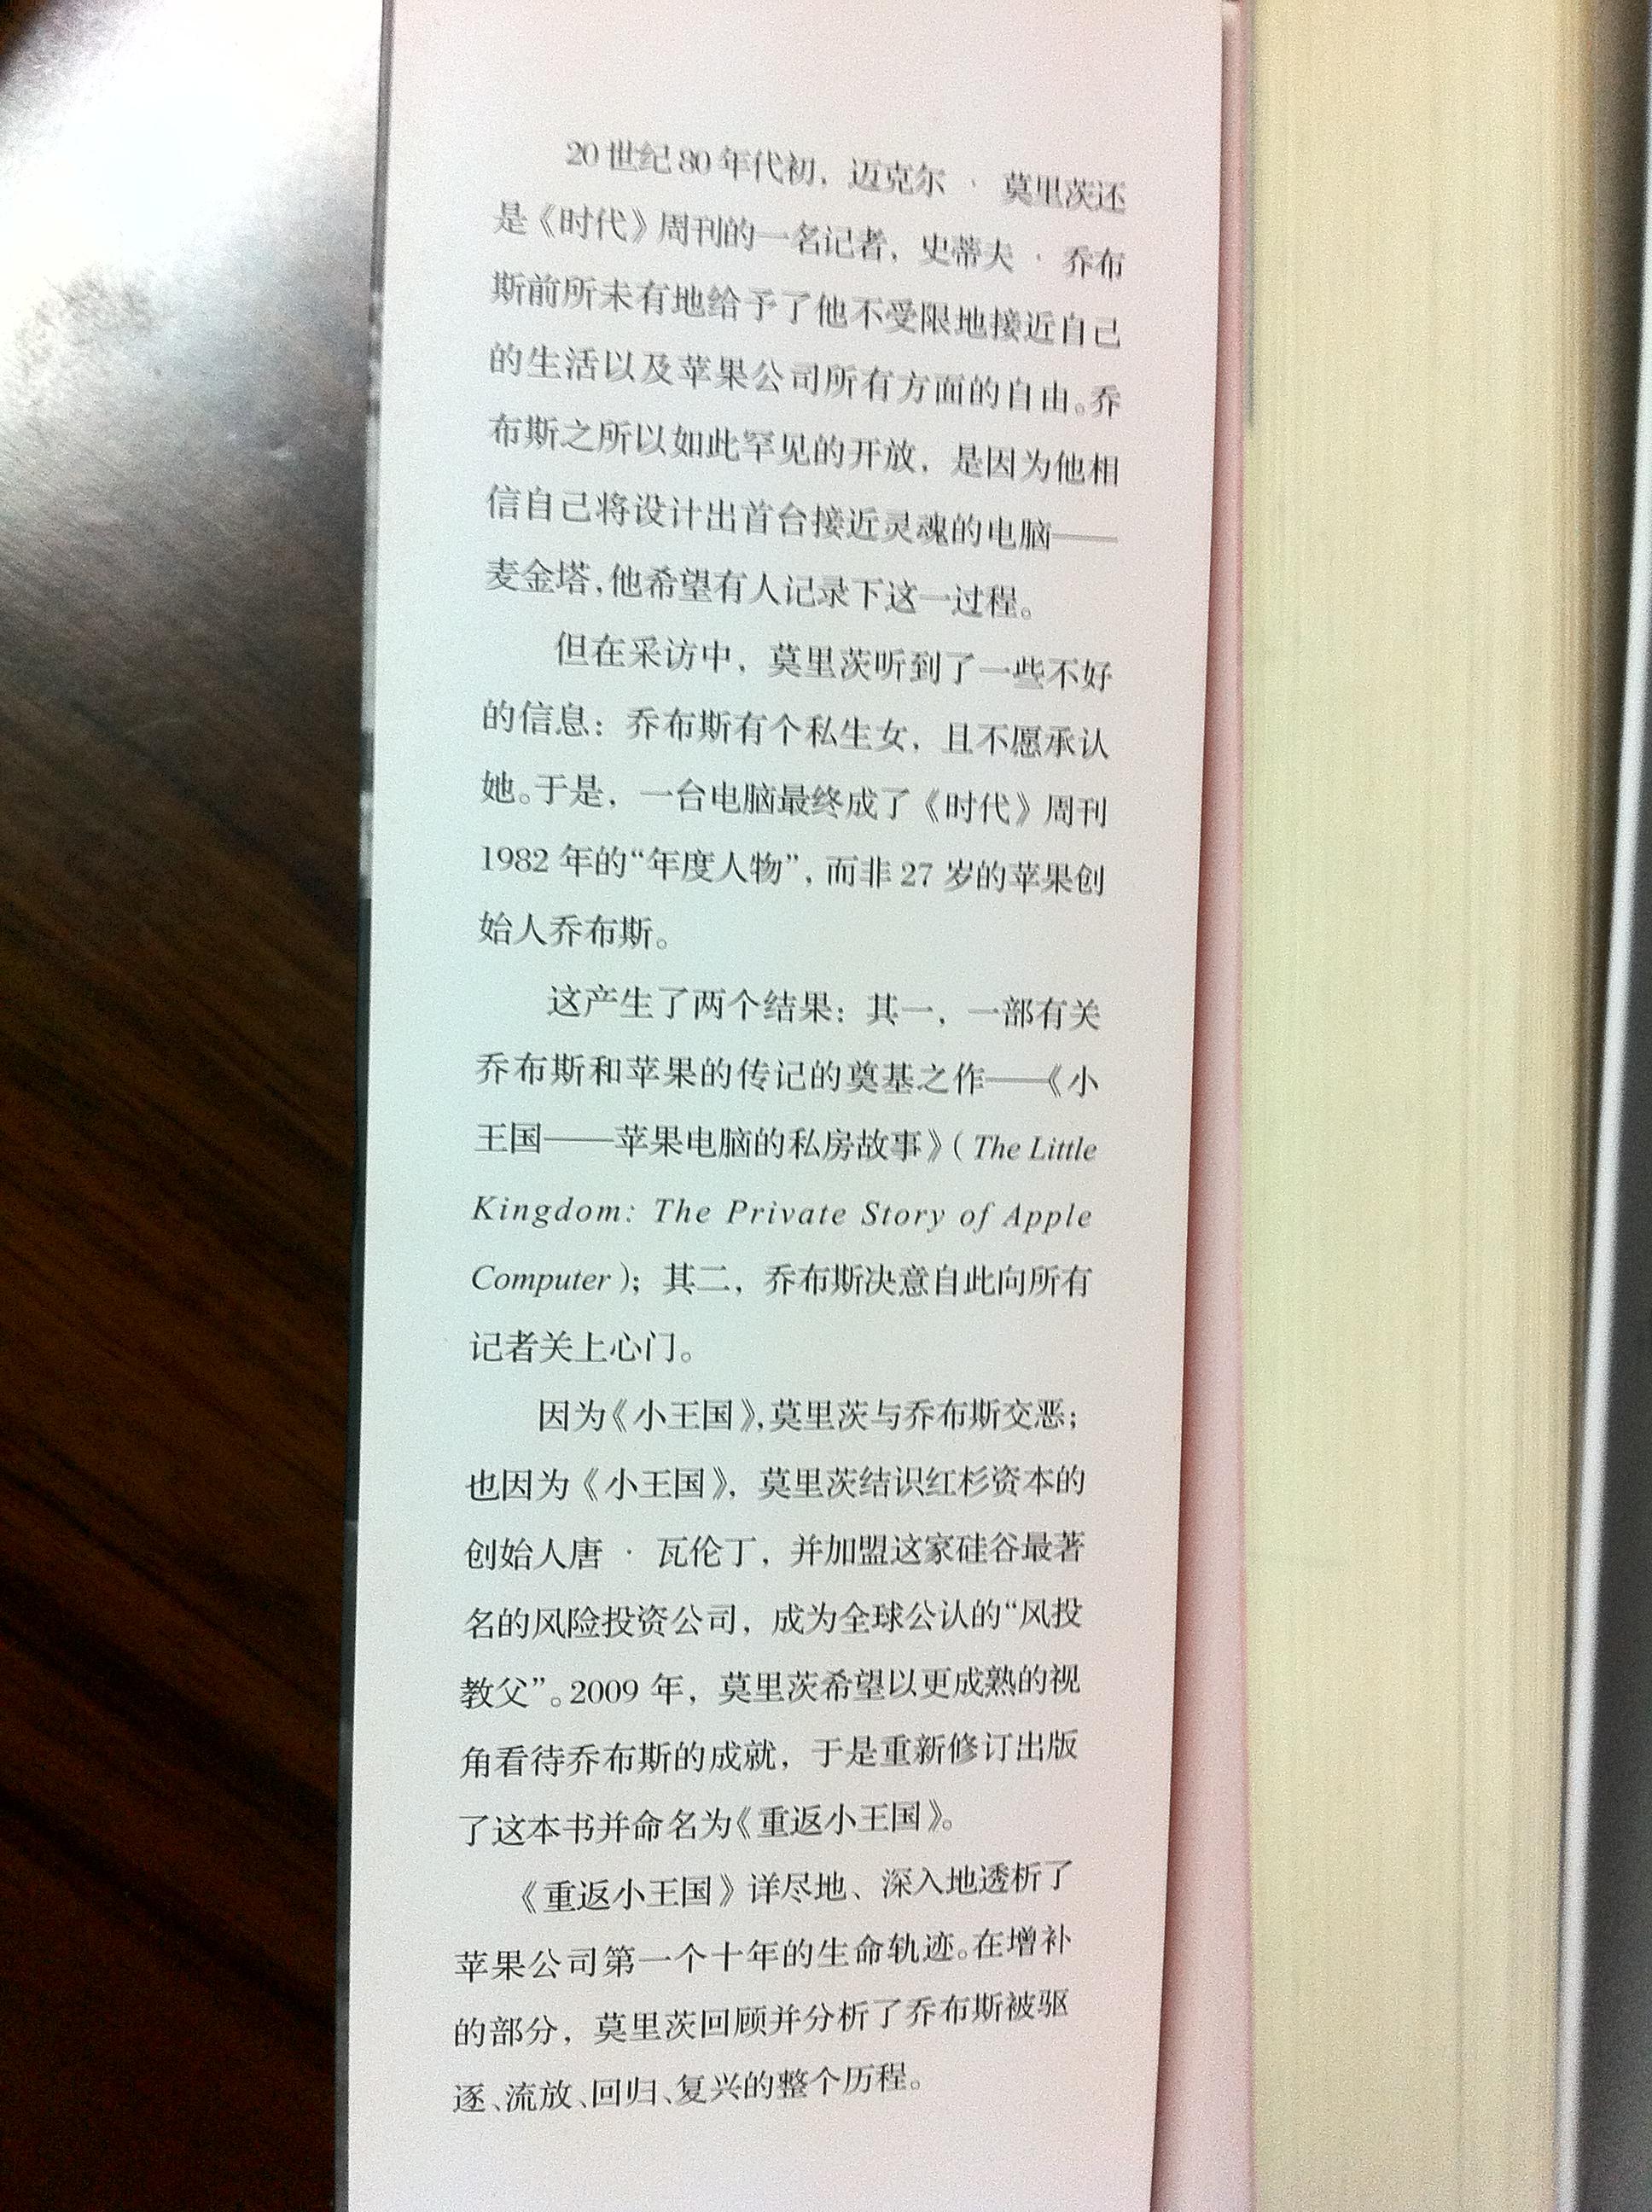 20世纪80年代初，迈克尔·莫里茨还
是《时代》周刊的一名记者，史蒂夫·乔布
斯前所未有地给予了他不受限地接近自己
的生活以及苹果公司所有方面的自由。乔
布斯之所以如此罕见的开放，是因为他相
信自己将设计出首台接近灵魂的电脑——
麦金塔，他希望有人记录下这一过程。
但在采访中，莫里茨听到了一些不好
的信息：乔布斯有个私生女，且不愿承认
她。于是，一台电脑最终成了《时代》周刊
1982年的“年度人物”，而非27岁的苹果创
始人乔布斯。
这产生了两个结果：其一，一部有关
乔布斯和苹果的传记的奠基之作——《小
王国——苹果电脑的私房故事》（The Little
Kingdom: The Private Story of Apple
Computer）；其二，乔布斯决意自此向所有
记者关上心门。
因为《小王国》，莫里茨与乔布斯交恶；
也因为《小王国》，莫里茨结识红杉资本的
创始人唐·瓦伦丁，并加盟这家硅谷最著
名的风险投资公司，成为全球公认的“风投
教父”。2009年，莫里茨希望以更成熟的视
角看待乔布斯的成就，于是重新修订出版
了这本书并命名为《重返小王国》。
《重返小王国》详尽地、深入地透析了
苹果公司第一个十年的生命轨迹。在增补
的部分，莫里茨回顾并分析了乔布斯被驱
逐、流放、回归、复兴的整个历程。